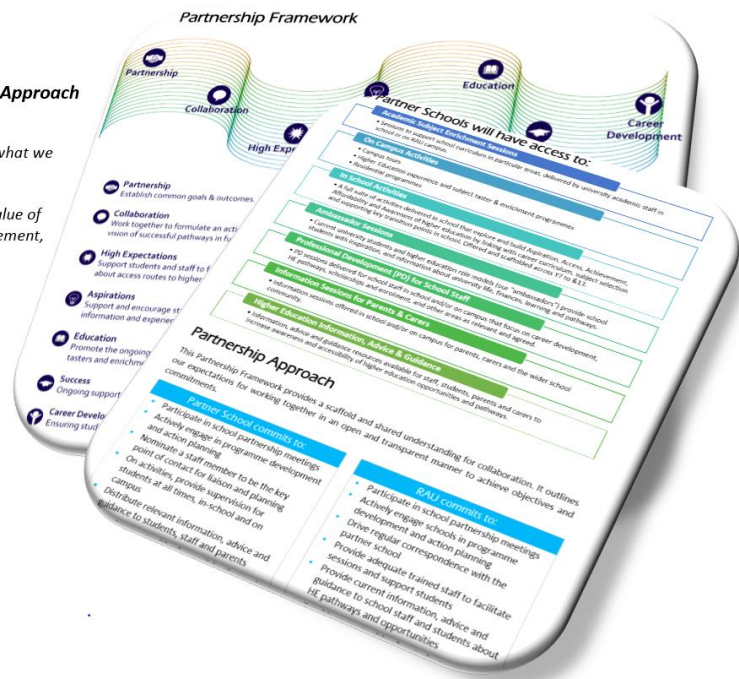 Approach
what we
alue of
ement,
Partnership Framework
Partnership
Collaboration
High Expe
Education
Career
Development
Partnership
Establish common goals & outcomes.
Collaboration
Work together to formulate an acti
vision of successful pathways in fu
High Expectations
Support students and staff to f
about access routes to higher
Aspirations
Support and encourage st
information and experien
Education
Promote the ongoing
tasters and enrichm
Success
Ongoing support
Career Develo
Ensuring stud
Partner Schools will have access to:
Academic Subject Enrichment Sessions
• Sessions to support school curriculum in particular areas, delivered by university academic staff in
school or on RAU campus.
On Campus Activities
• Campus tours
• Higher Education experience and subject taster & enrichment programmes
• Residential programmes
In School Activities
• A full suite of activities delivered in school that explore and build Aspiration, Access, Achievement,
Affordability and Awareness of higher education by linking with career curriculum, subject selection
and supporting key transition points in school. Offered and scaffolded across Y7 to &13.
Ambassador Sessions
• Current university students and higher education role models (our "ambassadors") provide school
students with inspiration, and information about university life, finances, learning and pathways.
Professional Development (PD) for School Staff
• PD sessions delivered for school staff in school and/or on campus that focus on career development,
HE pathways, scholarships and enrolment, and other areas as relevant and agreed.
Information Sessions for Parents & Carers
• Information sessions offered in school and/or on campus for parents, carers and the wider school
community.
Higher Education Information, Advice & Guidance
• Information, advice and guidance resources available for staff, students, parents and carers to
increase awareness and accessibility of higher education opportunities and pathways.
Partnership Approach
This Partnership Framework provides a scaffold and shared understanding for collaboration. It outlines
our expectations for working together in an open and transparent manner to achieve objectives and
commitments.
Partner School commits to:
• Participate in school partnership meetings
• Actively engage in programme development
and action planning
• Nominate a staff member to be the key
point of contact for liaison and planning
• On activities, provide supervision for
students at all times, in-school and on
campus
• Distribute relevant information, advice and
guidance to students, staff and parents
RAU commits to:
• Participate in school partnership meetings
• Actively engage schools in programme
development and action planning
• Drive regular correspondence with the
partner school
• Provide adequate trained staff to facilitate
sessions and support students
• Provide current information, advice and
guidance to school staff and students about
HE pathways and opportunities